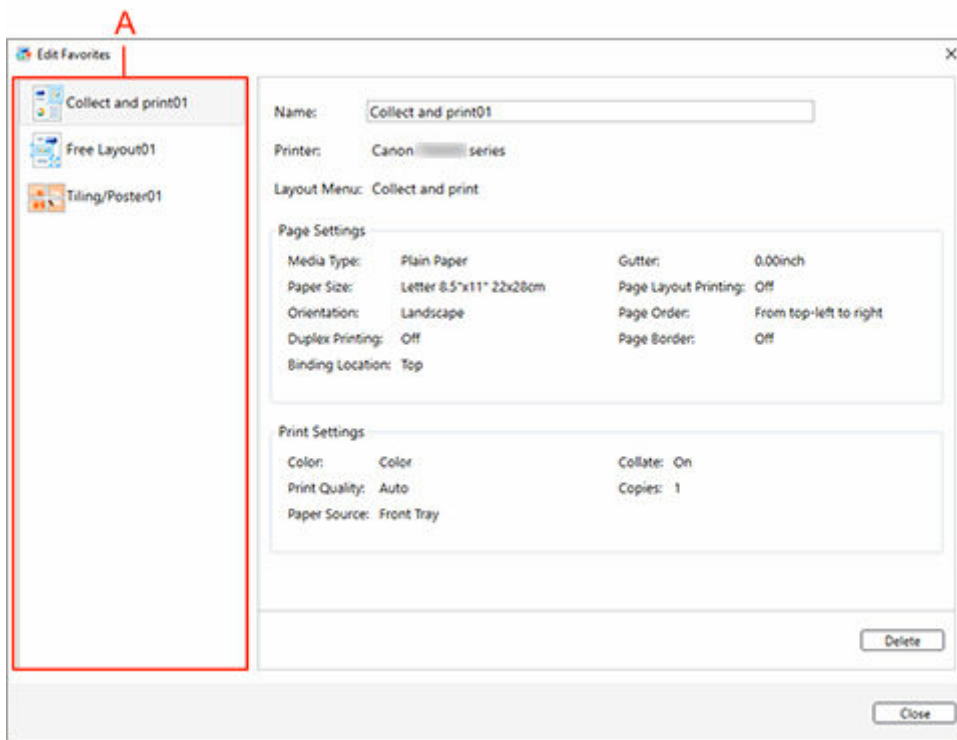 A
Edit Favorites
Collect and print01
Free Layout01
Tiling/Poster01
Name: Collect and print01
Printer: Canon series
Layout Menu: Collect and print
Page Settings
Media Type: Plain Paper Gutter: 0.00inch
Paper Size: Letter 8.5"x11" 22x28cm Page Layout Printing: Off
Orientation: Landscape Page Order: From top-left to right
Duplex Printing: Off Page Border: Off
Binding Location: Top
Print Settings
Color: Color Collate: On
Print Quality: Auto Copies: 1
Paper Source: Front Tray
Delete
Close